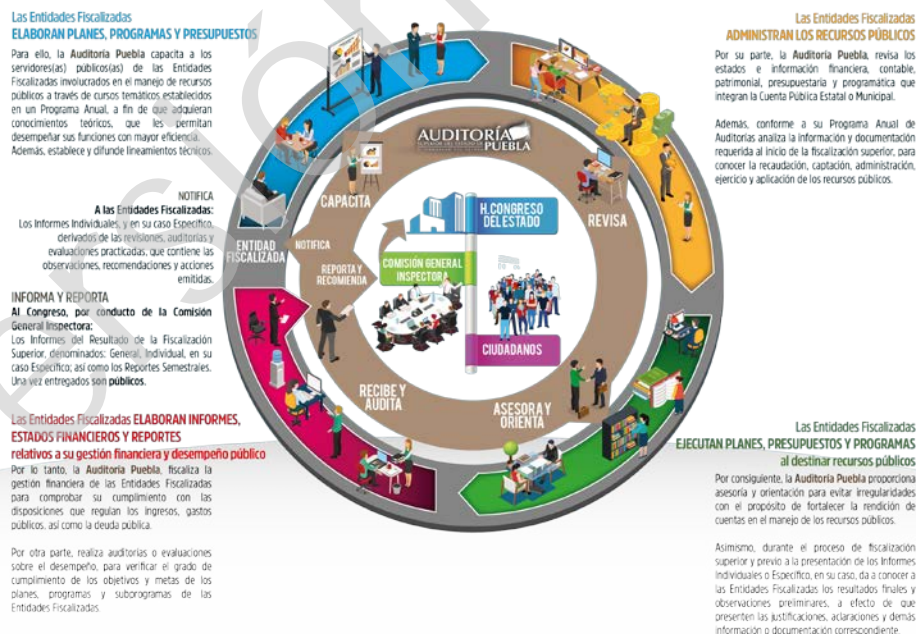 Las Entidades Fiscalizadas
ELABORAN PLANES, PROGRAMAS Y PRESUPUESTOS
Para ello, la Auditoría Puebla capacita a los
servidores(as) públicos(as) de las Entidades
Fiscalizadas involucrados en el manejo de recursos
públicos a través de cursos temáticos establecidos
en un Programa Anual, a fin de que adquieran
conocimientos teóricos, que les permitan
desempeñar sus funciones con mayor eficiencia.
Además, establece y difunde lineamientos técnicos.
NOTIFICA
A las Entidades Fiscalizadas:
Los Informes Individuales, y en su caso Específico,
derivados de las revisiones, auditorías y
evaluaciones practicadas, que contiene las
observaciones, recomendaciones y acciones
emitidas.
INFORMA Y REPORTA
Al Congreso, por conducto de la Comisión
General Inspectora:
Los Informes del Resultado de la Fiscalización
Superior, denominados: General, Individual, en su
caso Específico; así como los Reportes Semestrales.
Una vez entregados son públicos.
Las Entidades Fiscalizadas ELABORAN INFORMES,
ESTADOS FINANCIEROS Y REPORTES
relativos a su gestión financiera y desempeño público
Por lo tanto, la Auditoría Puebla, fiscaliza la
gestión financiera de las Entidades Fiscalizadas
para comprobar su cumplimiento con las
disposiciones que regulan los ingresos, gastos
públicos, así como la deuda pública.
Por otra parte, realiza auditorías o evaluaciones
sobre el desempeño, para verificar el grado de
cumplimiento de los objetivos y metas de los
planes, programas y subprogramas de las
Entidades Fiscalizadas
AUDITORÍA
PUEBLA
CAPACITA
REVISA
ENTIDAD
FISCALIZADA
NOTIFICA
REPORTA Y
RECOMIENDA
H. CONGRESO
DEL ESTADO
COMISIÓN GENERAL
INSPECTORA
CIUDADANOS
RECIBE Y
AUDITA
ASESORA Y
ORIENTA
Las Entidades Fiscalizadas
ADMINISTRAN LOS RECURSOS PÚBLICOS
Por su parte, la Auditoría Puebla, revisa los
estados e información financiera, contable,
patrimonial, presupuestaria y programática que
integran la Cuenta Pública Estatal o Municipal.
Además, conforme a su Programa Anual de
Auditorías analiza la información y documentación
requerida al inicio de la fiscalización superior, para
conocer la recaudación, captación, administración,
ejercicio y aplicación de los recursos públicos.
Las Entidades Fiscalizadas
EJECUTAN PLANES, PRESUPUESTOS Y PROGRAMAS
al destinar recursos públicos
Por consiguiente, la Auditoría Puebla proporciona
asesoría y orientación para evitar irregularidades
con el propósito de fortalecer la rendición de
cuentas en el manejo de los recursos públicos.
Asimismo, durante el proceso de fiscalización
superior y previo a la presentación de los Informes
Individuales o Específico, en su caso, da a conocer a
las Entidades Fiscalizadas los resultados finales y
observaciones preliminares, a efecto de que
presenten las justificaciones, aclaraciones y demás
información o documentación correspondiente.